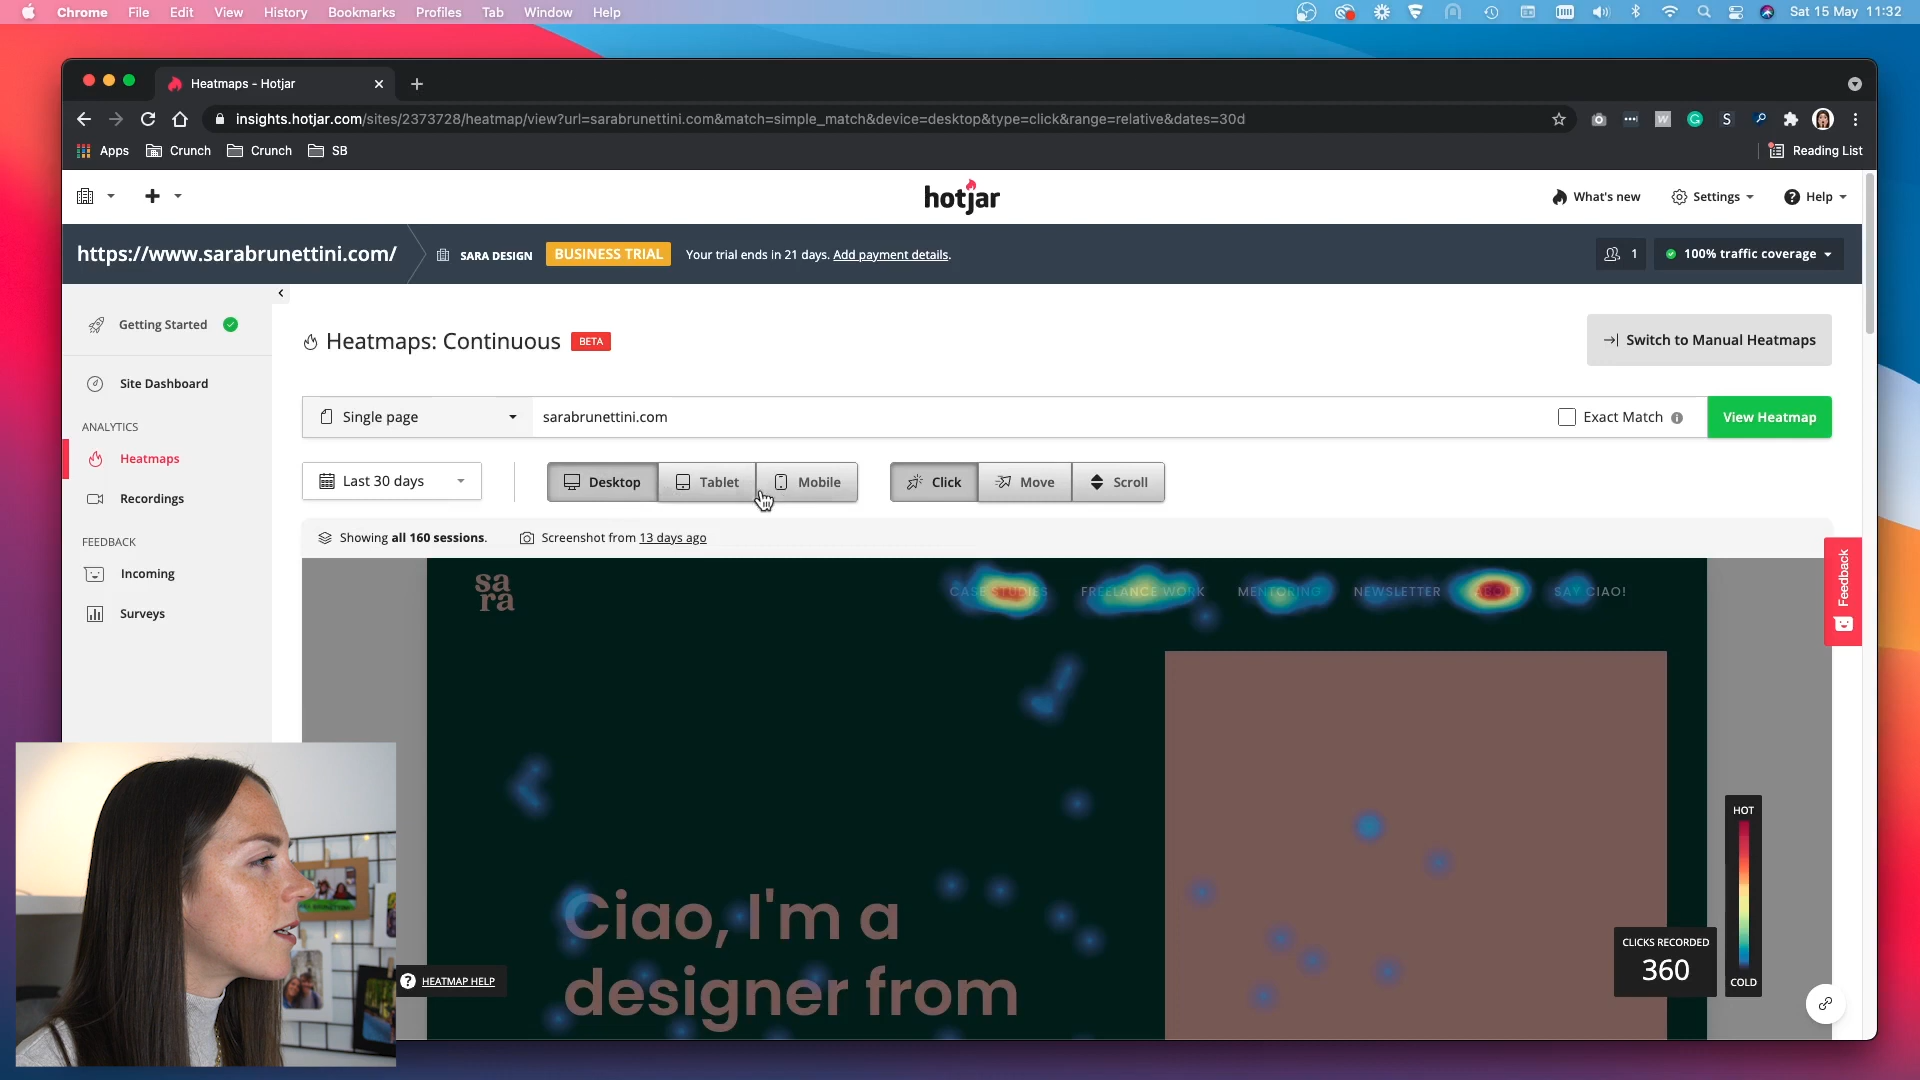 Chrome File Edit View History Bookmarks Profiles Tab Window Help Sat 15 May 11:32
Heatmaps - Hotjar
insights.hotjar.com/sites/2373728/heatmap/view?url=sarabrunettini.com&match=simple_match&device=desktop&type=click&range=relative&dates=30d
Apps Crunch Crunch SB Reading List
hotjar
What's new Settings Help
https://www.sarabrunettini.com/ SARA DESIGN BUSINESS TRIAL Your trial ends in 21 days. Add payment details. 1 100% traffic coverage
Getting Started
Site Dashboard
ANALYTICS
Heatmaps
Recordings
FEEDBACK
Incoming
Surveys
Heatmaps: Continuous BETA
Switch to Manual Heatmaps
Single page sarabrunettini.com Exact Match View Heatmap
Last 30 days Desktop Tablet Mobile Click Move Scroll
Showing all 160 sessions. Screenshot from 13 days ago
sa
ra
CASE STUDIES FREELANCE WORK MENTORING NEWSLETTER ABOUT SAY CIAO!
Feedback
Ciao, I'm a
designer from
HOT
COLD
CLICKS RECORDED
360
HEATMAP HELP